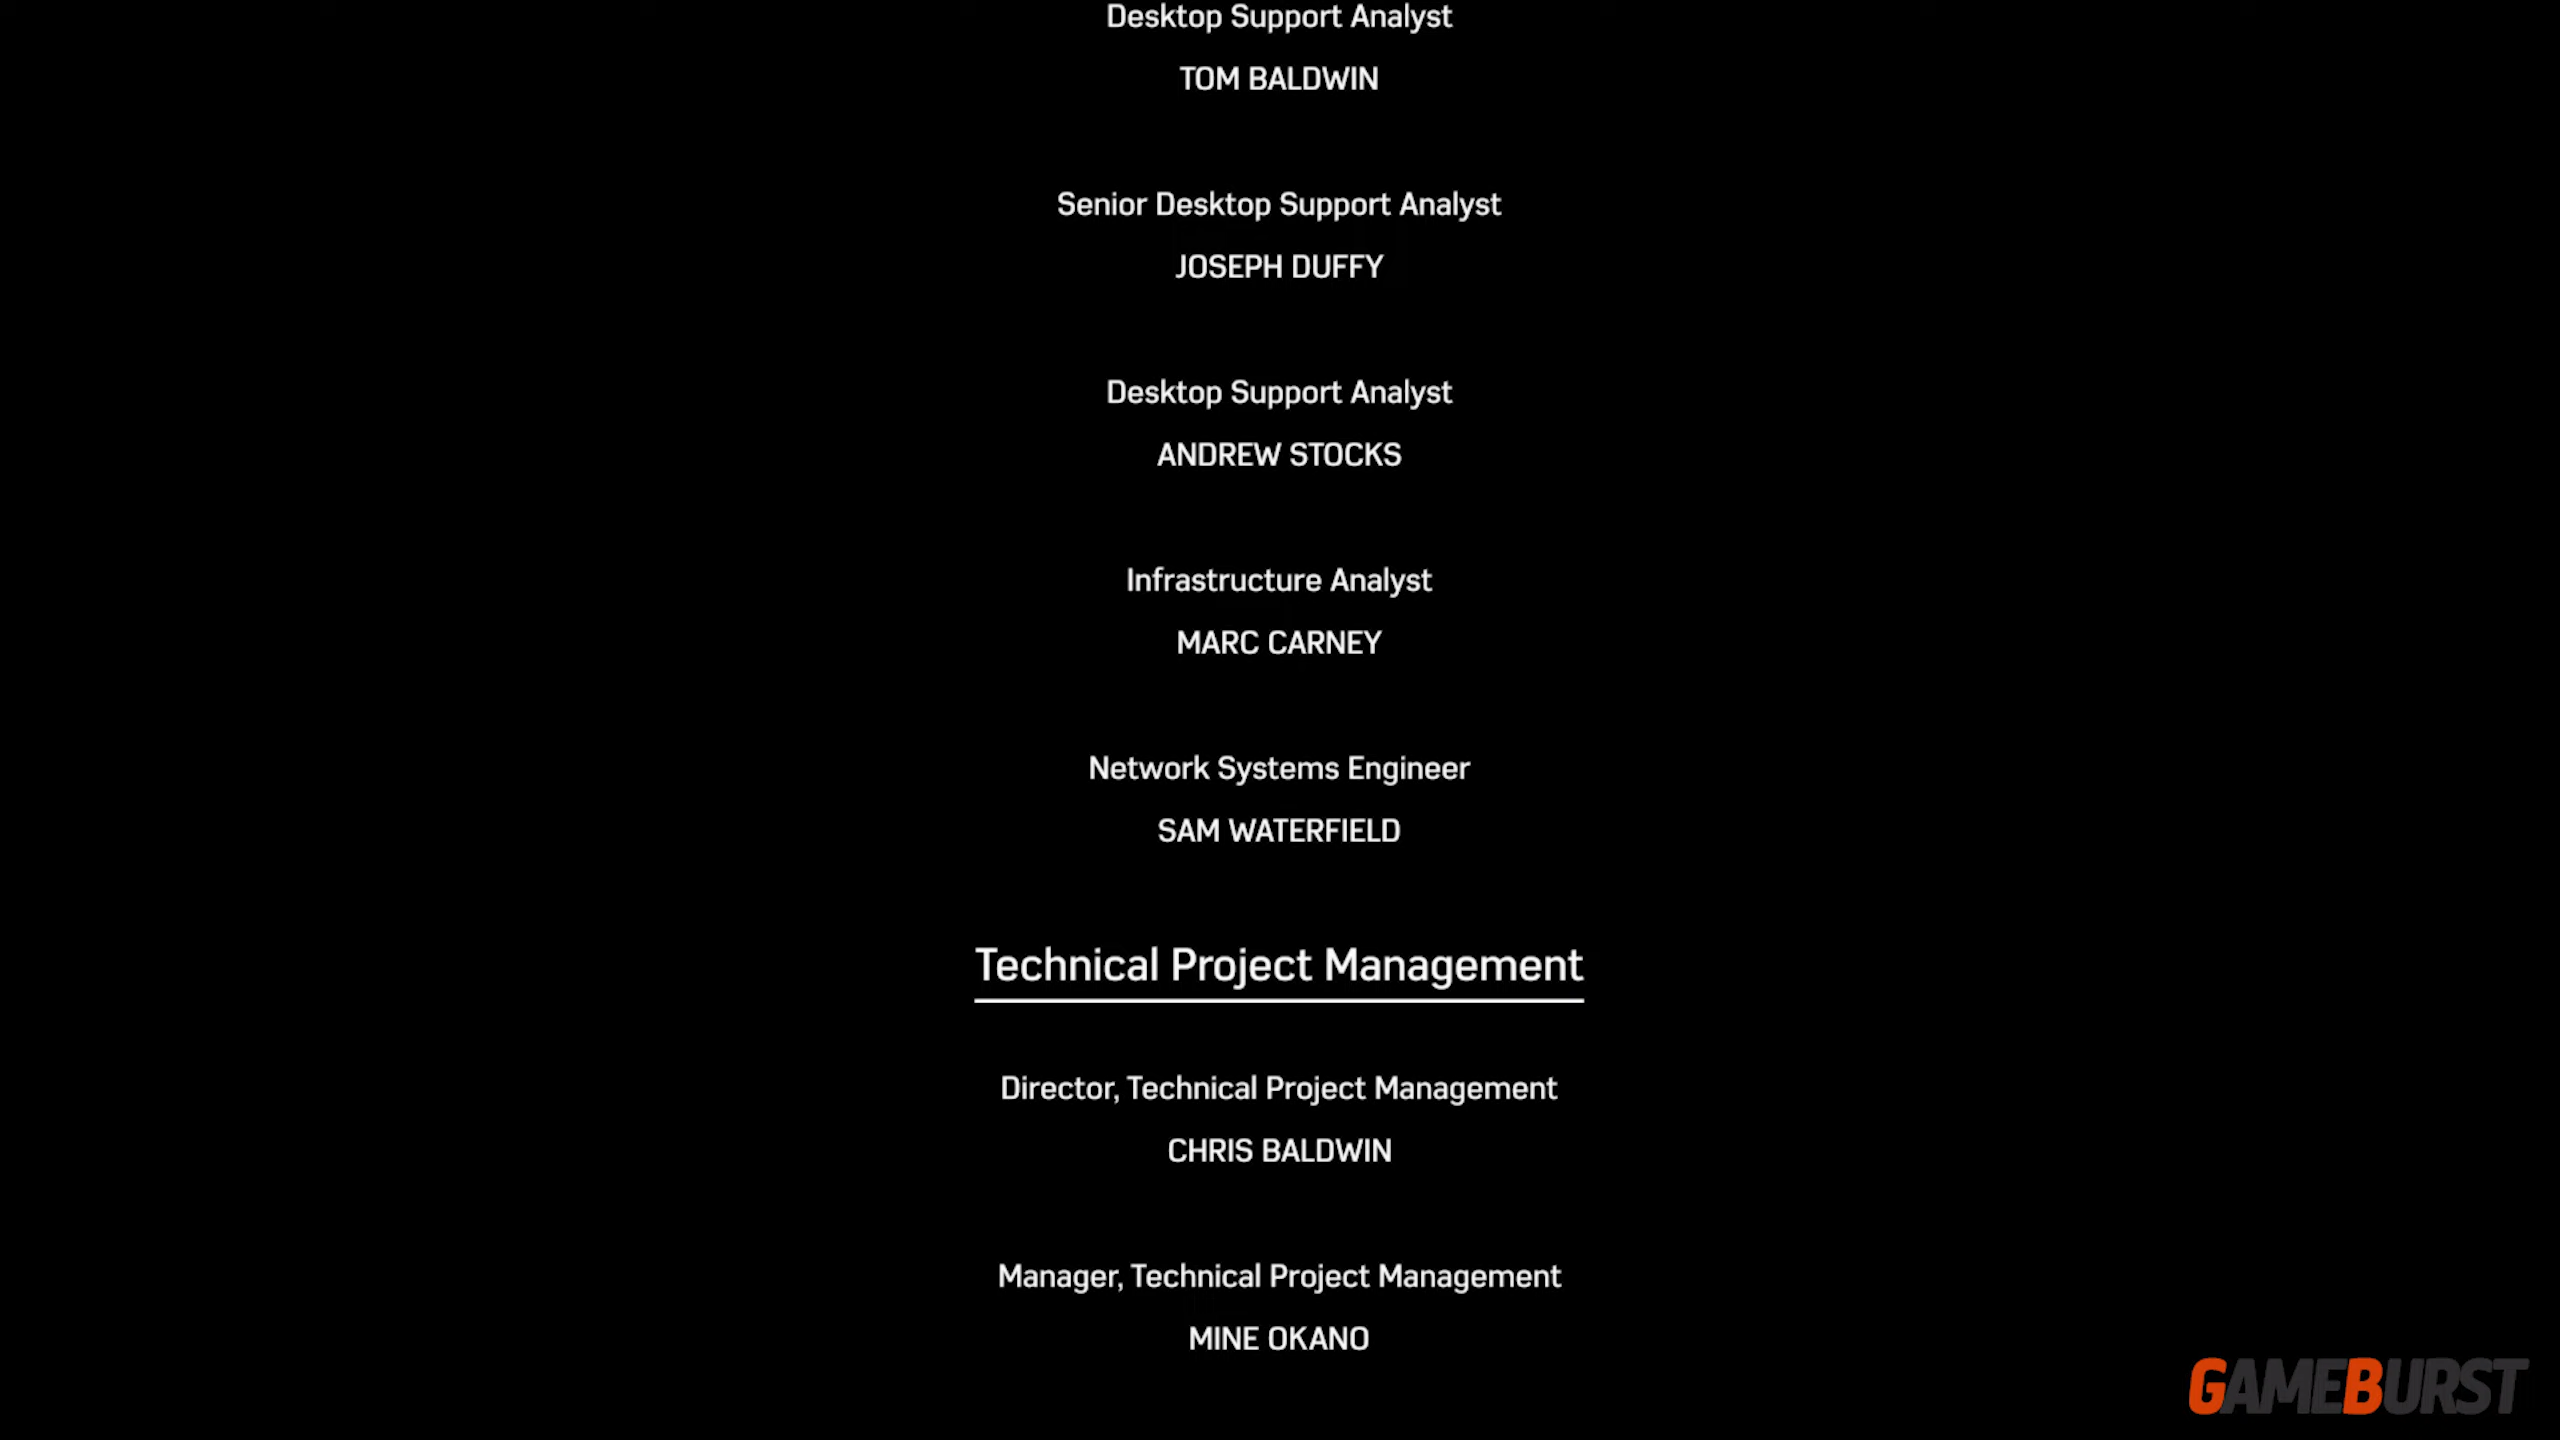 Desktop Support Analyst
TOM BALDWIN
Senior Desktop Support Analyst
JOSEPH DUFFY
Desktop Support Analyst
ANDREW STOCKS
Infrastructure Analyst
MARC CARNEY
Network Systems Engineer
SAM WATERFIELD
Technical Project Management
Director, Technical Project Management
CHRIS BALDWIN
Manager, Technical Project Management
MINE OKANO
GAMEBURST